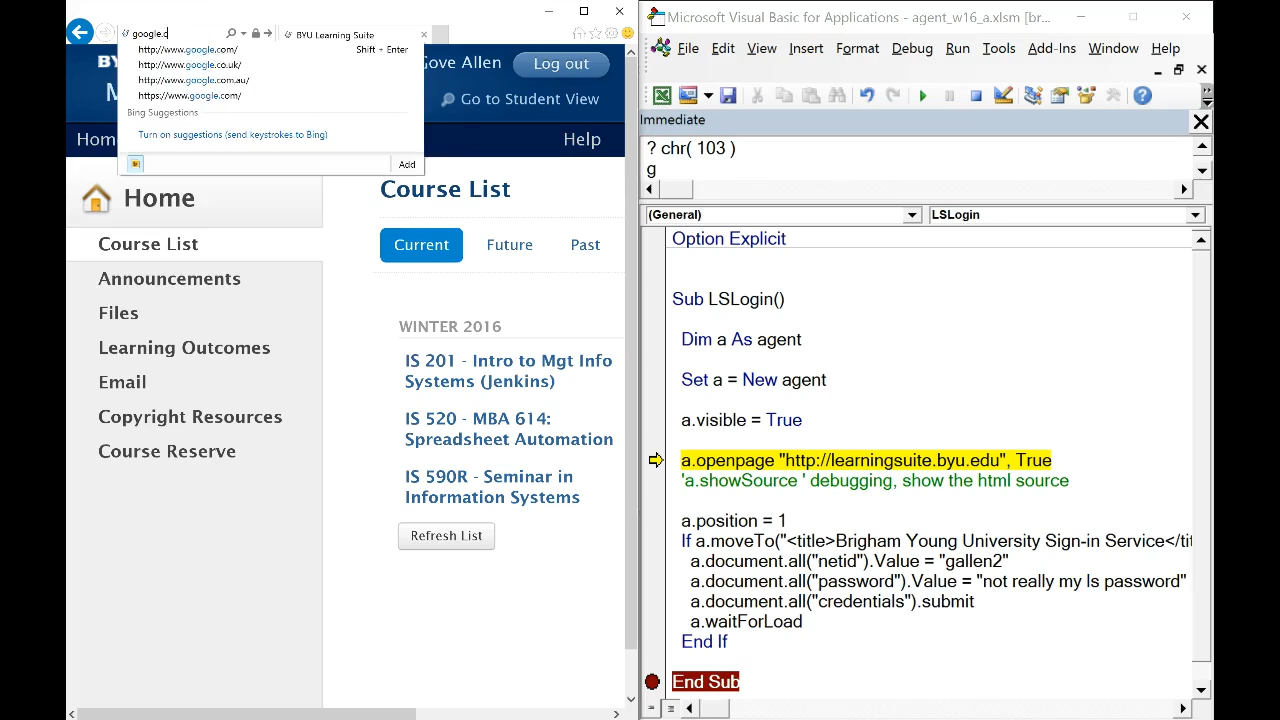 google.c
BYU Learning Suite
http://www.google.com/
Shift + Enter
http://www.google.co.uk/
http://www.google.com.au/
https://www.google.com/
Bing Suggestions
Turn on suggestions (send keystrokes to Bing)
Add
BY
Gove Allen
Log out
Go to Student View
Hom
Help
Home
Course List
Announcements
Files
Learning Outcomes
Email
Copyright Resources
Course Reserve
Course List
Current
Future
Past
WINTER 2016
IS 201 - Intro to Mgt Info
Systems (Jenkins)
IS 520 - MBA 614:
Spreadsheet Automation
IS 590R - Seminar in
Information Systems
Refresh List
Microsoft Visual Basic for Applications - agent_w16_a.xlsm [br...
File Edit View Insert Format Debug Run Tools Add-Ins Window Help
Immediate
? chr( 103 )
g
(General)
LSLogin
Option Explicit
Sub LSLogin()
Dim a As agent
Set a = New agent
a.visible = True
a.openpage "http://learningsuite.byu.edu", True
'a.showSource ' debugging, show the html source
a.position = 1
If a.moveTo("<title>Brigham Young University Sign-in Service</tit
a.document.all("netid").Value = "gallen2"
a.document.all("password").Value = "not really my ls password"
a.document.all("credentials").submit
a.waitForLoad
End If
End Sub